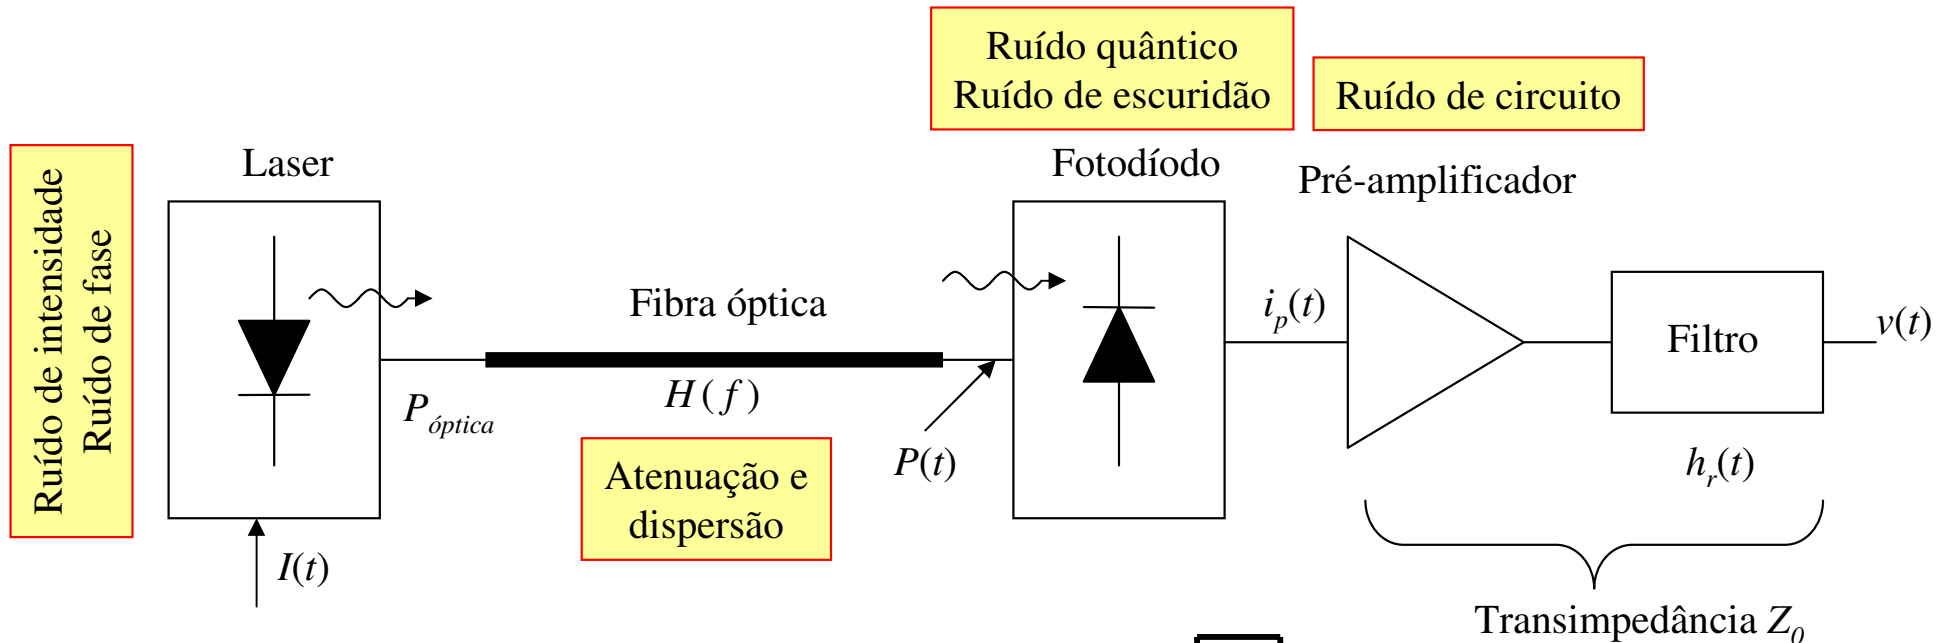 Ruído quântico
Ruído de escuridão
Ruído de circuito
Ruído de intensidade
Ruído de fase
Laser
Fotodíodo
Pré-amplificador
Fibra óptica
i_p(t)
Filtro
v(t)
P_óptica
H(f)
P(t)
h_r(t)
Atenuação e
dispersão
I(t)
Transimpedância Z_0